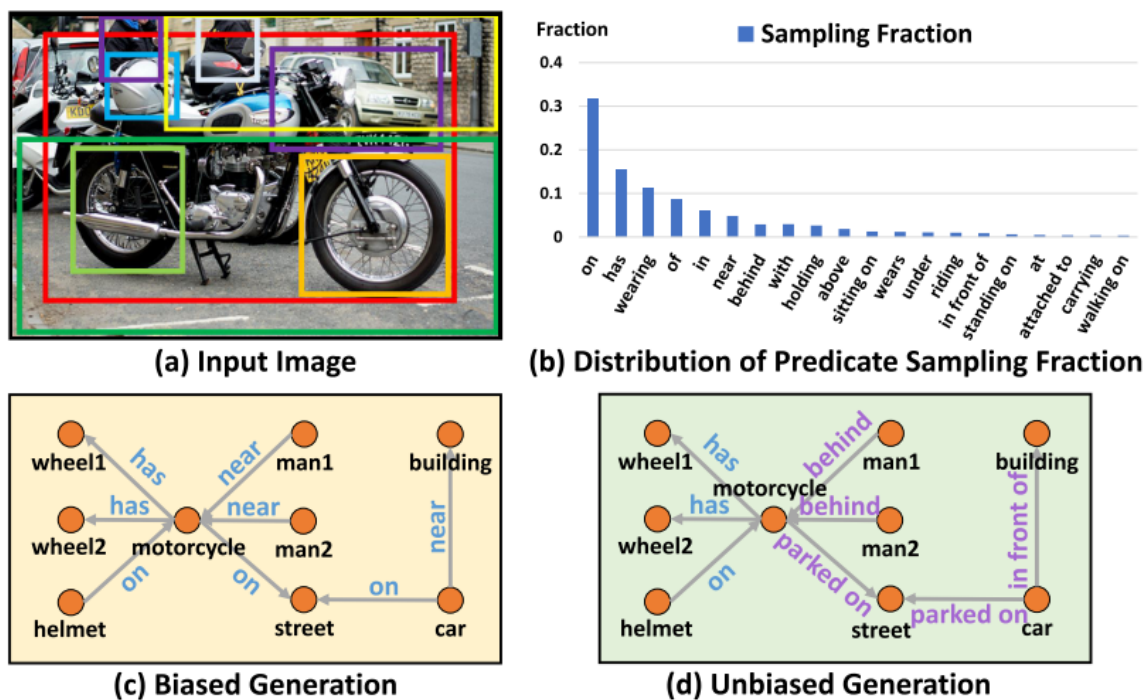 Fraction
Sampling Fraction
0.4
0.3
0.2
0.1
0
on
has
wearing
of
in
near
behind
with
holding
above
sitting on
wears
under
riding
in front of
standing on
at
attached to
carrying
walking on
(a) Input Image
(b) Distribution of Predicate Sampling Fraction
wheel1
has
near
man1
building
wheel2
has
motorcycle
near
man2
near
helmet
on
on
street
on
car
(c) Biased Generation
wheel1
has
behind
man1
building
motorcycle
wheel2
has
behind
man2
in front of
helmet
on
parked on
street
parked on
car
(d) Unbiased Generation